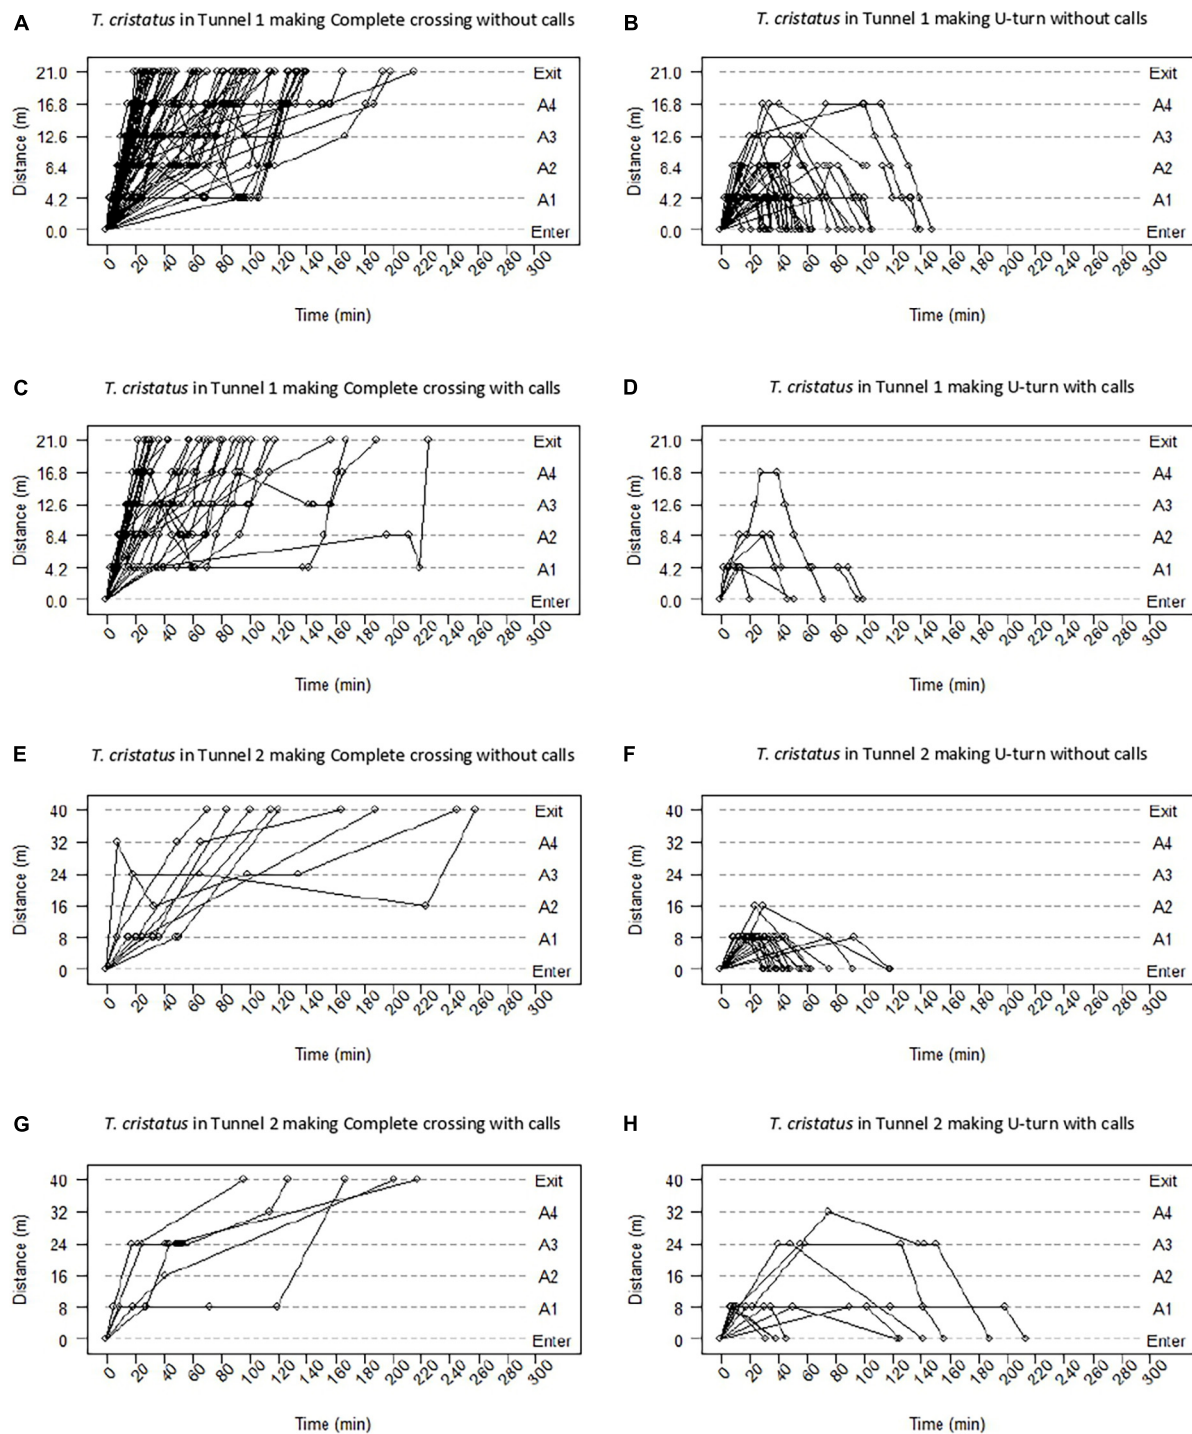 A T. cristatus in Tunnel 1 making Complete crossing without calls
Distance (m)
21.0 Exit
16.8 A4
12.6 A3
8.4 A2
4.2 A1
0.0 Enter
0 20 40 60 80 100 120 140 160 180 200 220 240 260 280 300
Time (min)
B T. cristatus in Tunnel 1 making U-turn without calls
Distance (m)
21.0 Exit
16.8 A4
12.6 A3
8.4 A2
4.2 A1
0.0 Enter
0 20 40 60 80 100 120 140 160 180 200 220 240 260 280 300
Time (min)
C T. cristatus in Tunnel 1 making Complete crossing with calls
Distance (m)
21.0 Exit
16.8 A4
12.6 A3
8.4 A2
4.2 A1
0.0 Enter
0 20 40 60 80 100 120 140 160 180 200 220 240 260 280 300
Time (min)
D T. cristatus in Tunnel 1 making U-turn with calls
Distance (m)
21.0 Exit
16.8 A4
12.6 A3
8.4 A2
4.2 A1
0.0 Enter
0 20 40 60 80 100 120 140 160 180 200 220 240 260 280 300
Time (min)
E T. cristatus in Tunnel 2 making Complete crossing without calls
Distance (m)
40 Exit
32 A4
24 A3
16 A2
8 A1
0 Enter
0 20 40 60 80 100 120 140 160 180 200 220 240 260 280 300
Time (min)
F T. cristatus in Tunnel 2 making U-turn without calls
Distance (m)
40 Exit
32 A4
24 A3
16 A2
8 A1
0 Enter
0 20 40 60 80 100 120 140 160 180 200 220 240 260 280 300
Time (min)
G T. cristatus in Tunnel 2 making Complete crossing with calls
Distance (m)
40 Exit
32 A4
24 A3
16 A2
8 A1
0 Enter
0 20 40 60 80 100 120 140 160 180 200 220 240 260 280 300
Time (min)
H T. cristatus in Tunnel 2 making U-turn with calls
Distance (m)
40 Exit
32 A4
24 A3
16 A2
8 A1
0 Enter
0 20 40 60 80 100 120 140 160 180 200 220 240 260 280 300
Time (min)